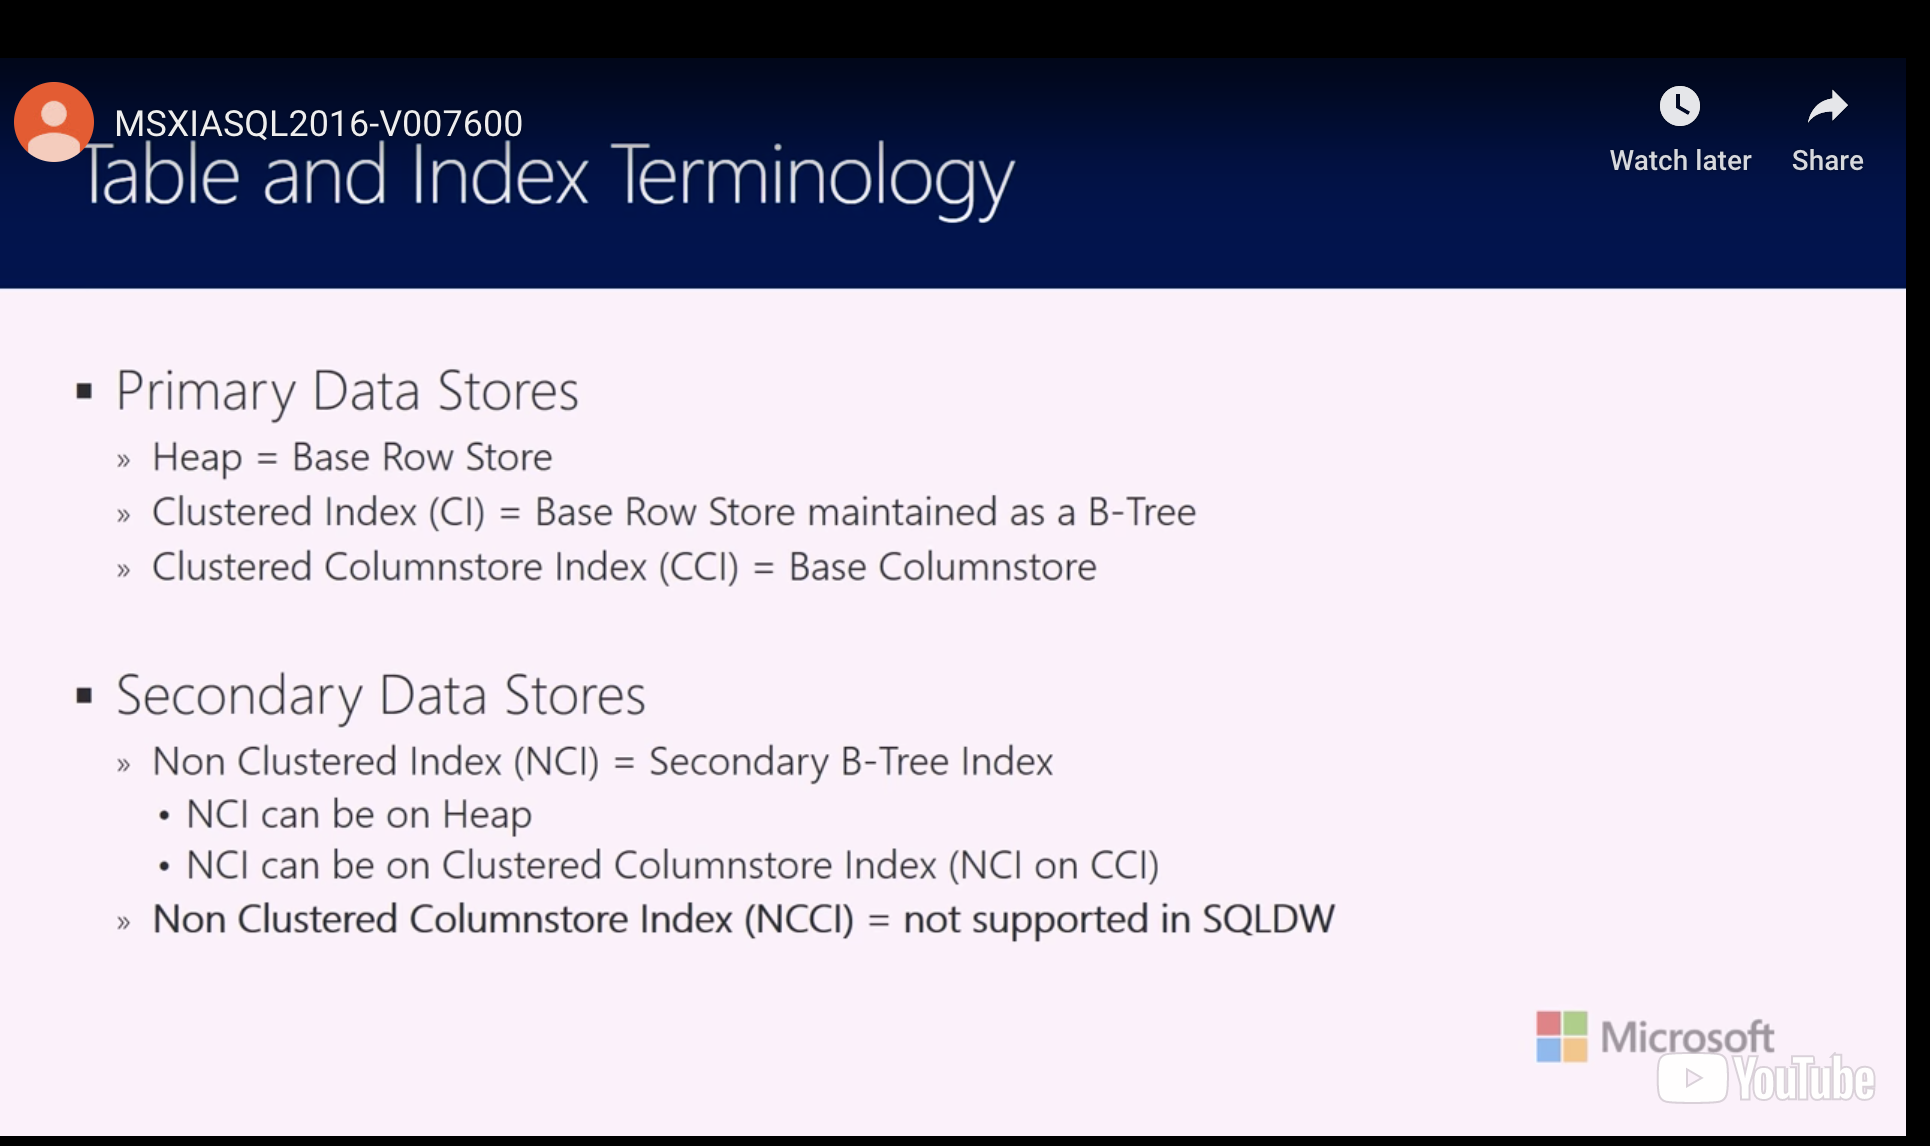 MSXIASQL2016-V007600
Watch later
Share
Table and Index Terminology
▪ Primary Data Stores
» Heap = Base Row Store
» Clustered Index (CI) = Base Row Store maintained as a B-Tree
» Clustered Columnstore Index (CCI) = Base Columnstore
▪ Secondary Data Stores
» Non Clustered Index (NCI) = Secondary B-Tree Index
• NCI can be on Heap
• NCI can be on Clustered Columnstore Index (NCI on CCI)
» Non Clustered Columnstore Index (NCCI) = not supported in SQLDW
Microsoft
YouTube